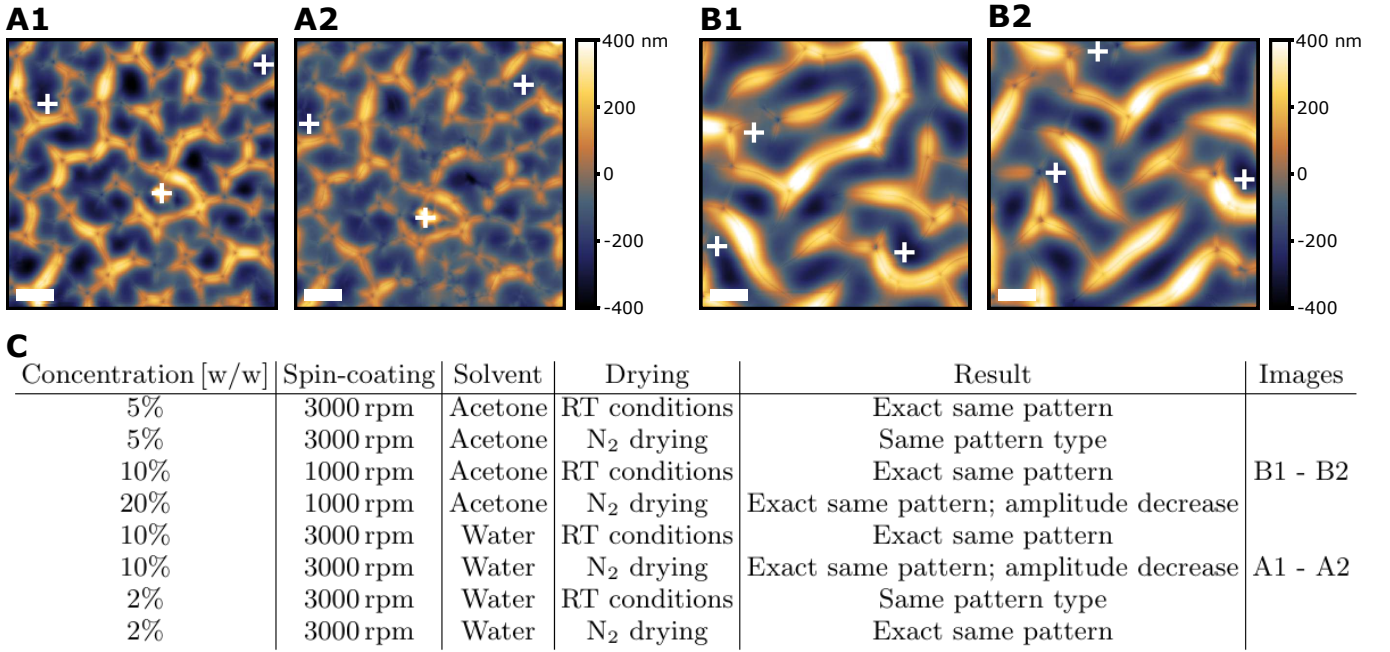 A1 A2 B1 B2
400 nm 400 nm
200 200
0 0
-200 -200
-400 -400
C
Concentration [w/w] Spin-coating Solvent Drying Result Images
5% 3000 rpm Acetone RT conditions Exact same pattern
5% 3000 rpm Acetone N₂ drying Same pattern type
10% 1000 rpm Acetone RT conditions Exact same pattern B1 - B2
20% 1000 rpm Acetone N₂ drying Exact same pattern; amplitude decrease
10% 3000 rpm Water RT conditions Exact same pattern
10% 3000 rpm Water N₂ drying Exact same pattern; amplitude decrease A1 - A2
2% 3000 rpm Water RT conditions Same pattern type
2% 3000 rpm Water N₂ drying Exact same pattern